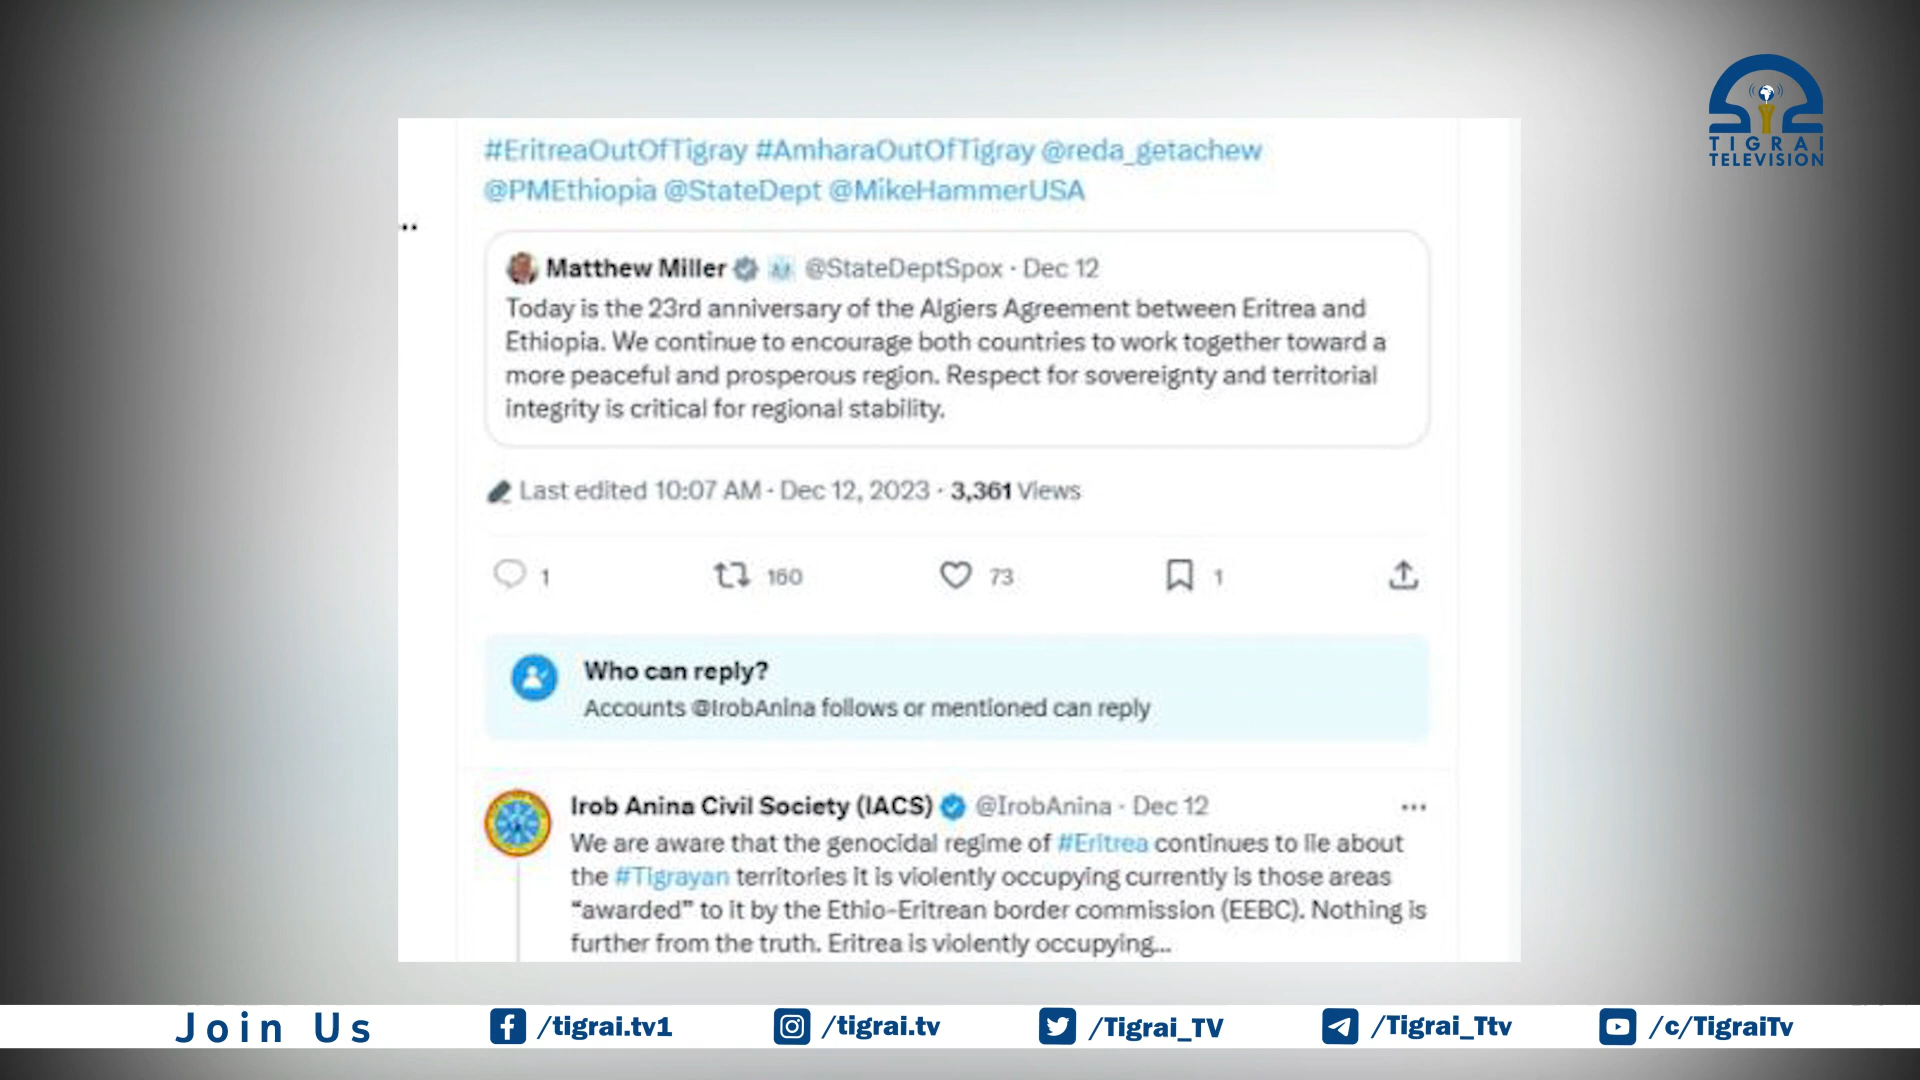 TIGRAI
TELEVISION
#EritreaOutOfTigray #AmharaOutOfTigray @reda_getachew
@PMEthiopia @StateDept @MikeHammerUSA
Matthew Miller @StateDeptSpox · Dec 12
Today is the 23rd anniversary of the Algiers Agreement between Eritrea and
Ethiopia. We continue to encourage both countries to work together toward a
more peaceful and prosperous region. Respect for sovereignty and territorial
integrity is critical for regional stability.
Last edited 10:07 AM · Dec 12, 2023 · 3,361 Views
1 160 73 1
Who can reply?
Accounts @IrobAnina follows or mentioned can reply
Irob Anina Civil Society (IACS) @IrobAnina · Dec 12
We are aware that the genocidal regime of #Eritrea continues to lie about
the #Tigrayan territories it is violently occupying currently is those areas
“awarded” to it by the Ethio-Eritrean border commission (EEBC). Nothing is
further from the truth. Eritrea is violently occupying...
Join Us /tigrai.tv1 /tigrai.tv /Tigrai_TV /Tigrai_Ttv /c/TigraiTv